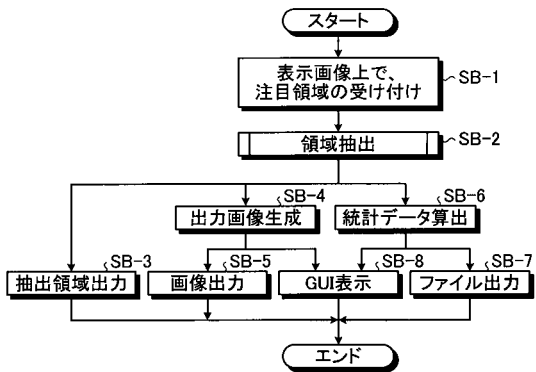 スタート
表示画像上で、
注目領域の受け付け
SB-1
領域抽出
SB-2
SB-4
出力画像生成
SB-6
統計データ算出
SB-3
抽出領域出力
SB-5
画像出力
SB-8
GUI表示
SB-7
ファイル出力
エンド